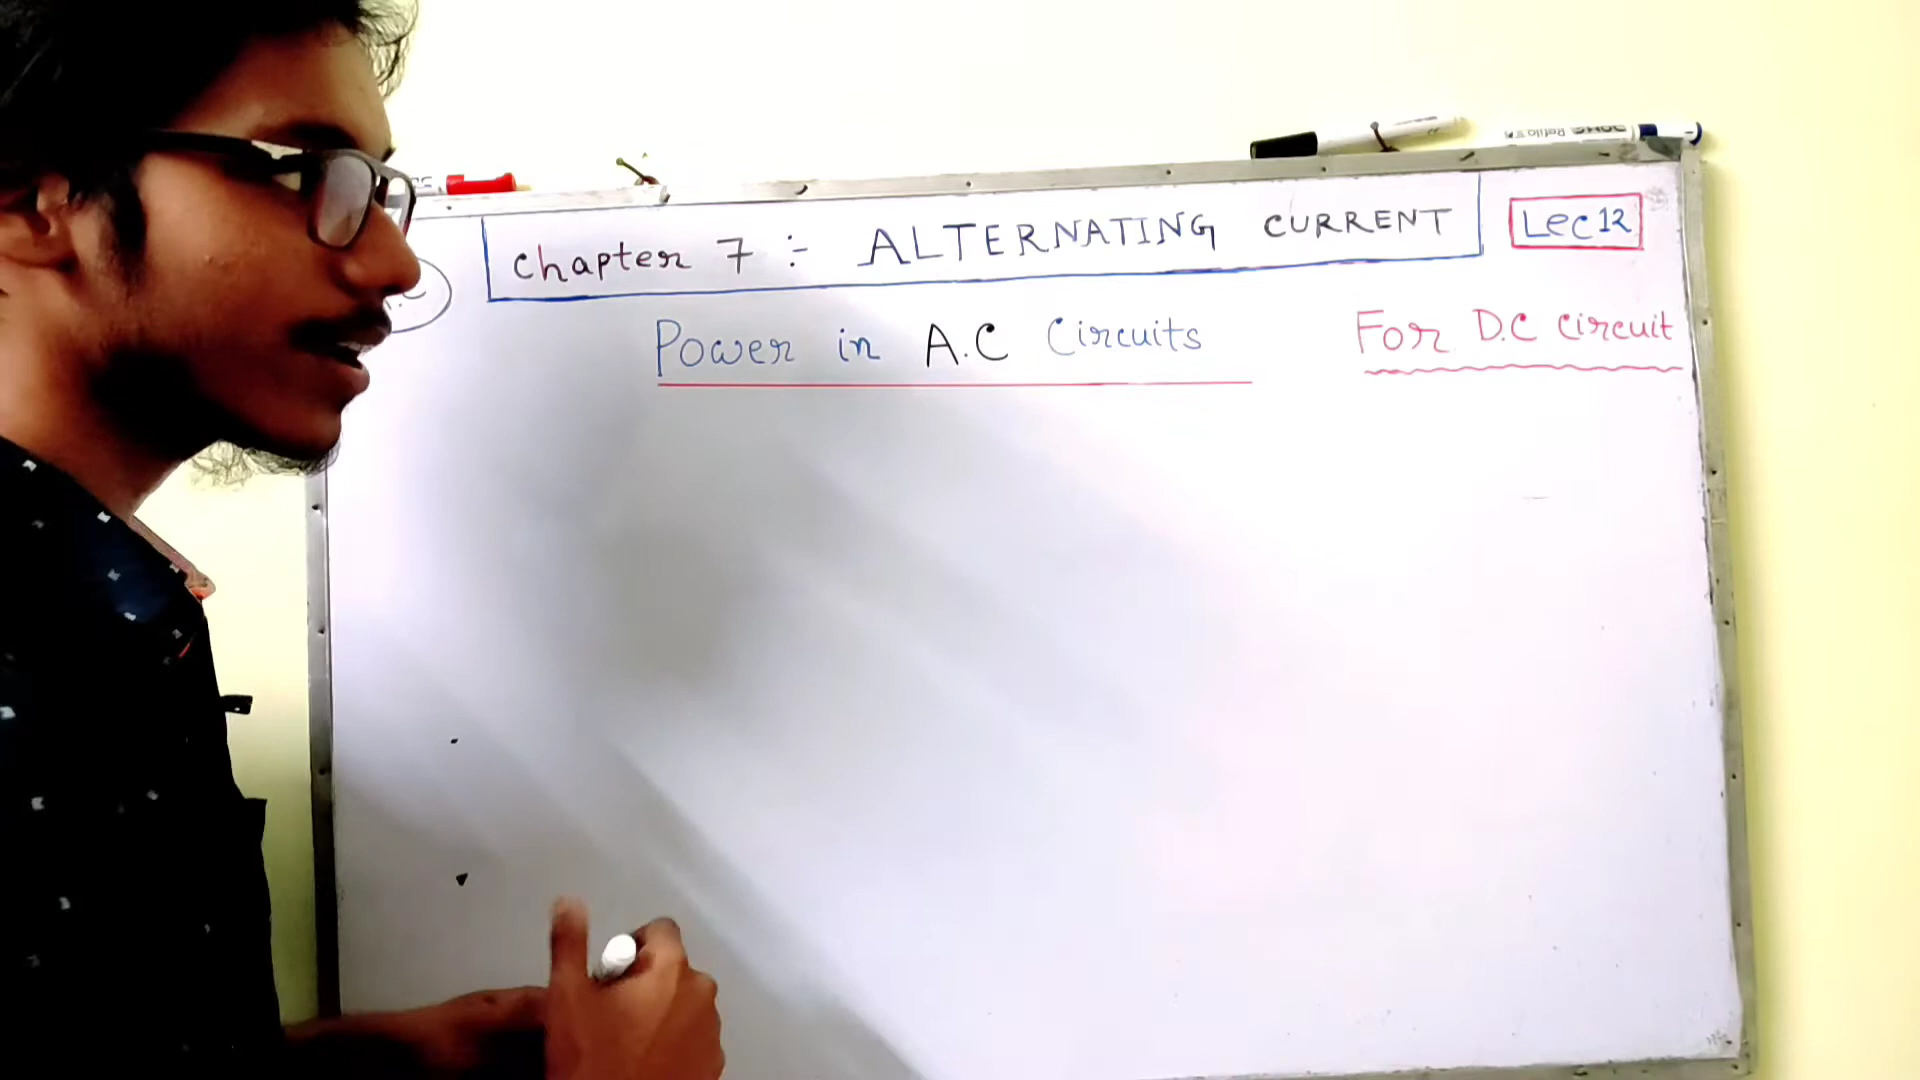 Chapter 7 :- ALTERNATING CURRENT
Lec 12
Power in A.C Circuits
For D.C circuit